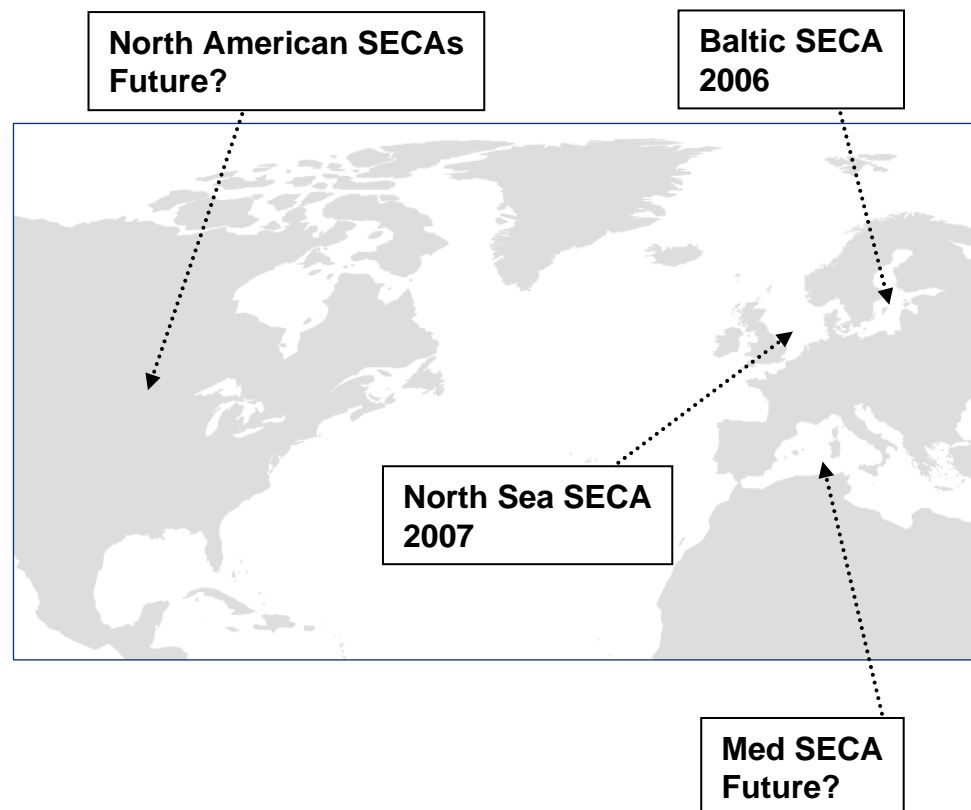 North American SECAs
Future?
Baltic SECA
2006
North Sea SECA
2007
Med SECA
Future?